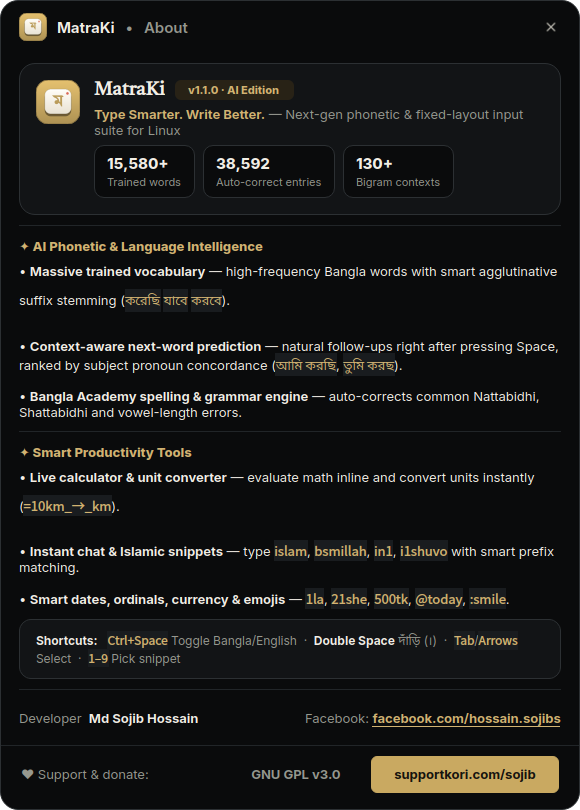 ম MatraKi • About ×
ম MatraKi v1.1.0 · AI Edition
Type Smarter. Write Better. — Next-gen phonetic & fixed-layout input
suite for Linux
15,580+ 38,592 130+
Trained words Auto-correct entries Bigram contexts
✦ AI Phonetic & Language Intelligence
• Massive trained vocabulary — high-frequency Bangla words with smart agglutinative
suffix stemming (করেছি যাবে করবে).
• Context-aware next-word prediction — natural follow-ups right after pressing Space,
ranked by subject pronoun concordance (আমি করছি, তুমি করছ).
• Bangla Academy spelling & grammar engine — auto-corrects common Nattabidhi,
Shattabidhi and vowel-length errors.
✦ Smart Productivity Tools
• Live calculator & unit converter — evaluate math inline and convert units instantly
(=10km_→_km).
• Instant chat & Islamic snippets — type islam, bsmillah, in1, i1shuvo with smart prefix
matching.
• Smart dates, ordinals, currency & emojis — 1la, 21she, 500tk, @today, :smile.
Shortcuts: Ctrl+Space Toggle Bangla/English · Double Space দাঁড়ি (।) · Tab/Arrows
Select · 1–9 Pick snippet
Developer Md Sojib Hossain Facebook: facebook.com/hossain.sojibs
♥ Support & donate: GNU GPL v3.0 supportkori.com/sojib